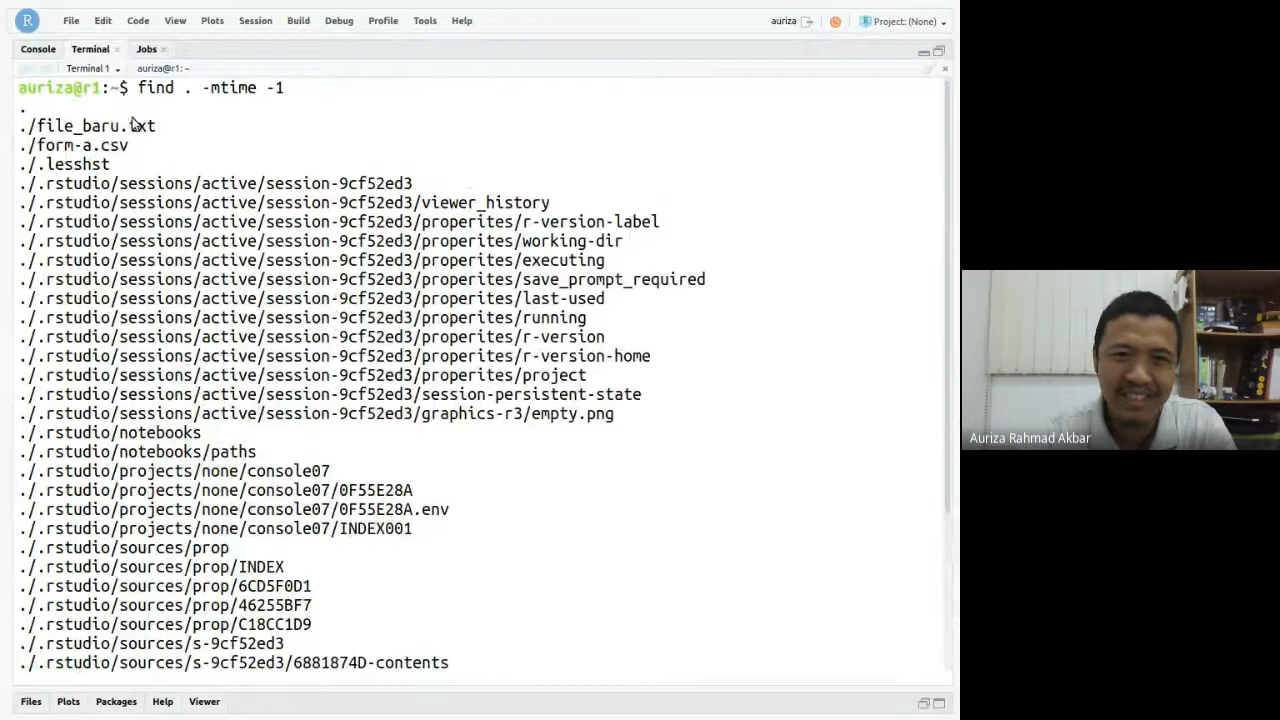 R File Edit Code View Plots Session Build Debug Profile Tools Help auriza R Project: (None)
Console Terminal × Jobs ×
Terminal 1 auriza@r1: ~
auriza@r1:~$ find . -mtime -1
.
./file_baru.txt
./form-a.csv
./.lesshst
./.rstudio/sessions/active/session-9cf52ed3
./.rstudio/sessions/active/session-9cf52ed3/viewer_history
./.rstudio/sessions/active/session-9cf52ed3/properites/r-version-label
./.rstudio/sessions/active/session-9cf52ed3/properites/working-dir
./.rstudio/sessions/active/session-9cf52ed3/properites/executing
./.rstudio/sessions/active/session-9cf52ed3/properites/save_prompt_required
./.rstudio/sessions/active/session-9cf52ed3/properites/last-used
./.rstudio/sessions/active/session-9cf52ed3/properites/running
./.rstudio/sessions/active/session-9cf52ed3/properites/r-version
./.rstudio/sessions/active/session-9cf52ed3/properites/r-version-home
./.rstudio/sessions/active/session-9cf52ed3/properites/project
./.rstudio/sessions/active/session-9cf52ed3/session-persistent-state
./.rstudio/sessions/active/session-9cf52ed3/graphics-r3/empty.png
./.rstudio/notebooks
./.rstudio/notebooks/paths
./.rstudio/projects/none/console07
./.rstudio/projects/none/console07/0F55E28A
./.rstudio/projects/none/console07/0F55E28A.env
./.rstudio/projects/none/console07/INDEX001
./.rstudio/sources/prop
./.rstudio/sources/prop/INDEX
./.rstudio/sources/prop/6CD5F0D1
./.rstudio/sources/prop/46255BF7
./.rstudio/sources/prop/C18CC1D9
./.rstudio/sources/s-9cf52ed3
./.rstudio/sources/s-9cf52ed3/6881874D-contents
Files Plots Packages Help Viewer
Auriza Rahmad Akbar